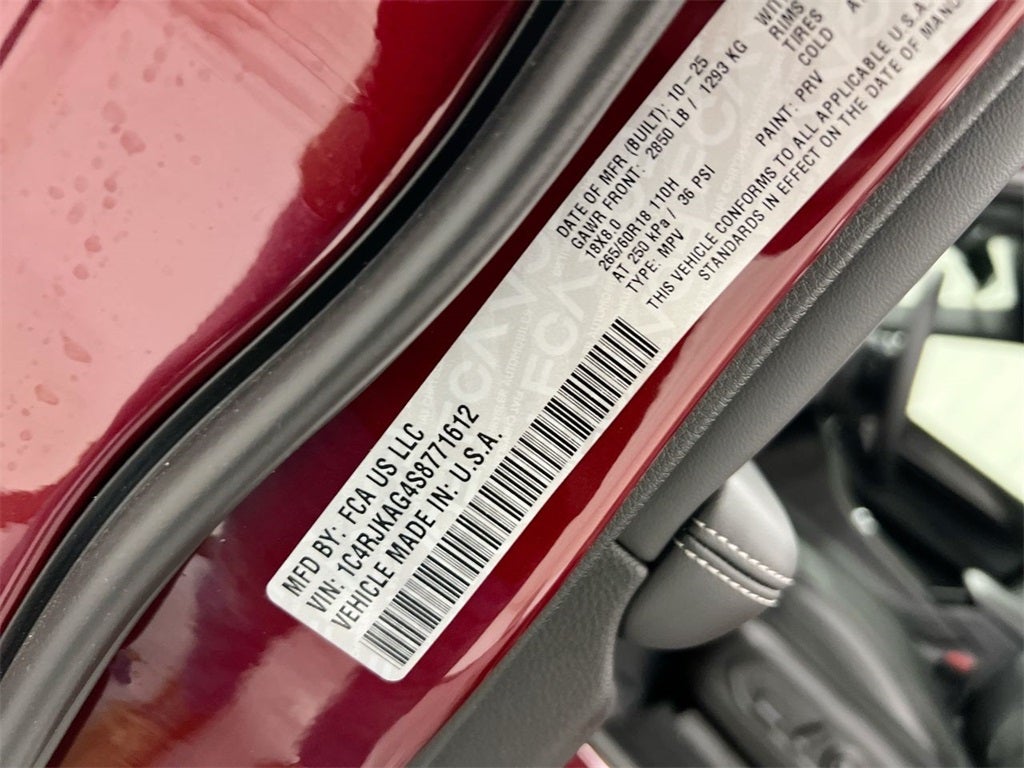 MFD BY: FCA US LLC
VIN: 1C4RJKAG4S8771612
VEHICLE MADE IN: U.S.A.
DATE OF MFR (BUILT): 10-25
GAWR FRONT: 2850 LB / 1293 KG
18X8.0
265/60R18 110H
AT 250 kPa / 36 PSI
TYPE: MPV
PAINT: PRV
THIS VEHICLE CONFORMS TO ALL APPLICABLE U.S.A.
STANDARDS IN EFFECT ON THE DATE OF
RIMS
TIRES
COLD
FCA